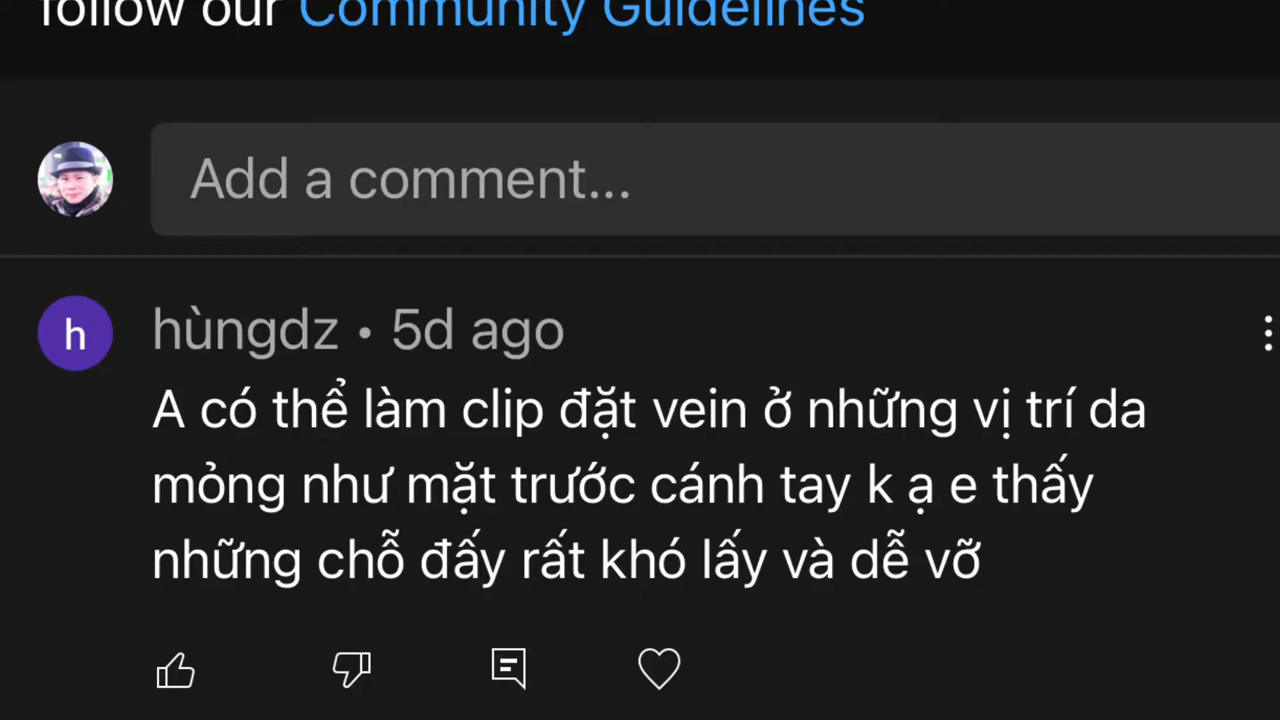 follow our Community Guidelines
Add a comment...
h
hùngdz • 5d ago
A có thể làm clip đặt vein ở những vị trí da
mỏng như mặt trước cánh tay k ạ e thấy
những chỗ đấy rất khó lấy và dễ vỡ